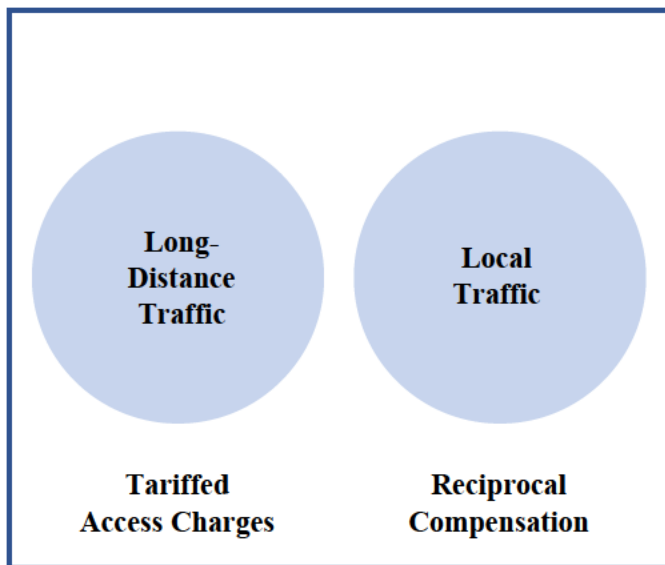 Long-
Distance
Traffic
Local
Traffic
Tariffed
Access Charges
Reciprocal
Compensation